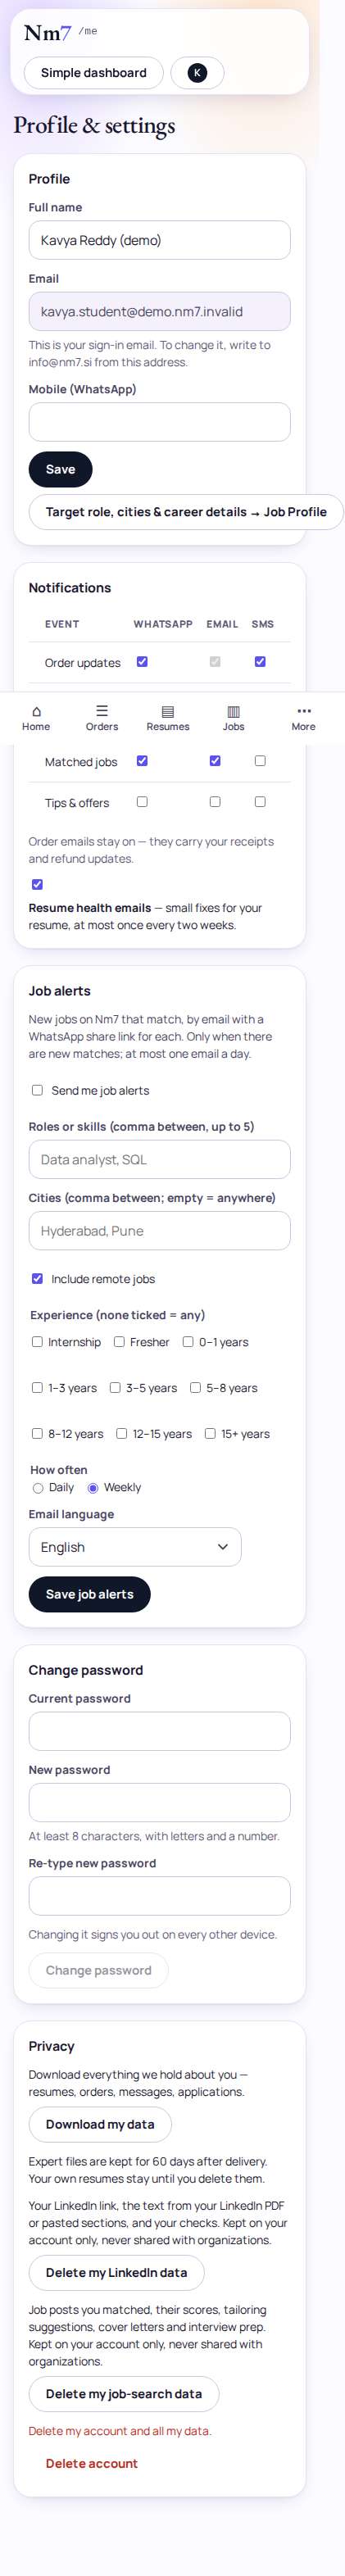 Nm7 /me
Simple dashboard
K
Profile & settings
Profile
Full name
Kavya Reddy (demo)
Email
kavya.student@demo.nm7.invalid
This is your sign-in email. To change it, write to
info@nm7.si from this address.
Mobile (WhatsApp)
Save
Target role, cities & career details → Job Profile
Notifications
EVENT WHATSAPP EMAIL SMS
Order updates
Home Orders Resumes Jobs More
Matched jobs
Tips & offers
Order emails stay on — they carry your receipts
and refund updates.
Resume health emails — small fixes for your
resume, at most once every two weeks.
Job alerts
New jobs on Nm7 that match, by email with a
WhatsApp share link for each. Only when there
are new matches; at most one email a day.
Send me job alerts
Roles or skills (comma between, up to 5)
Data analyst, SQL
Cities (comma between; empty = anywhere)
Hyderabad, Pune
Include remote jobs
Experience (none ticked = any)
Internship Fresher 0–1 years
1–3 years 3–5 years 5–8 years
8–12 years 12–15 years 15+ years
How often
Daily Weekly
Email language
English
Save job alerts
Change password
Current password
New password
At least 8 characters, with letters and a number.
Re-type new password
Changing it signs you out on every other device.
Change password
Privacy
Download everything we hold about you —
resumes, orders, messages, applications.
Download my data
Expert files are kept for 60 days after delivery.
Your own resumes stay until you delete them.
Your LinkedIn link, the text from your LinkedIn PDF
or pasted sections, and your checks. Kept on your
account only, never shared with organizations.
Delete my LinkedIn data
Job posts you matched, their scores, tailoring
suggestions, cover letters and interview prep.
Kept on your account only, never shared with
organizations.
Delete my job-search data
Delete my account and all my data.
Delete account